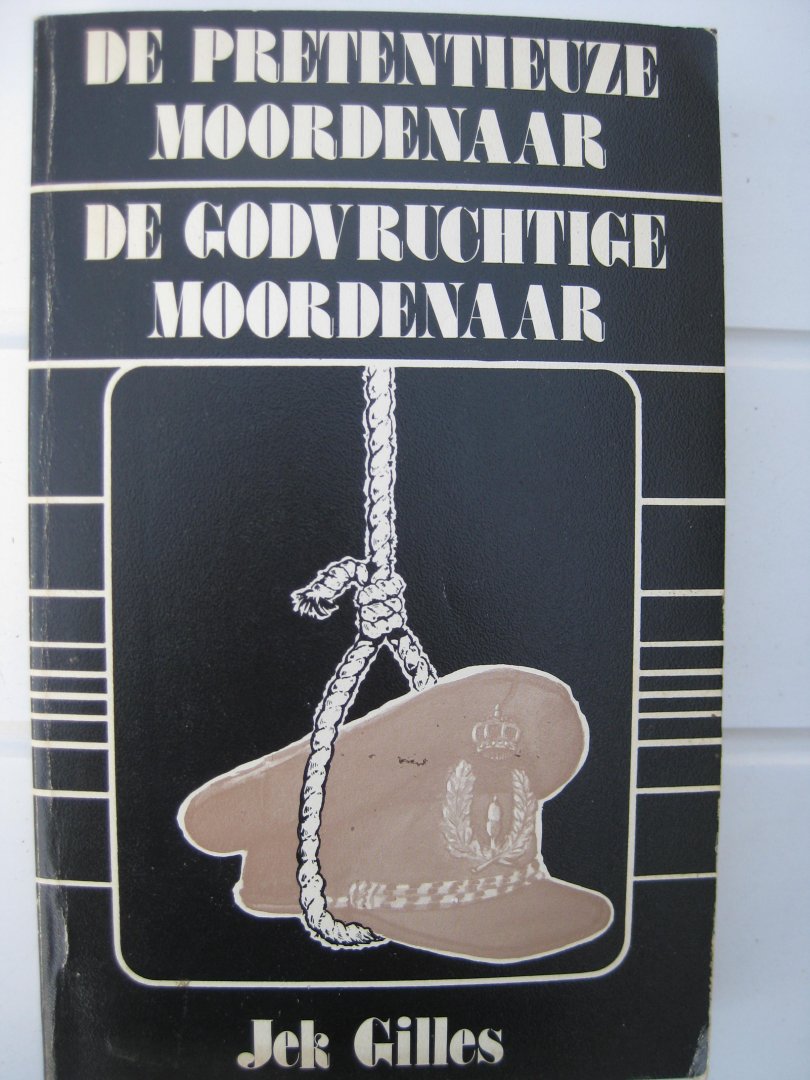 DE PRETENTIEUZE
MOORDENAAR
DE GODVRUCHTIGE
MOORDENAAR
Jek Gilles